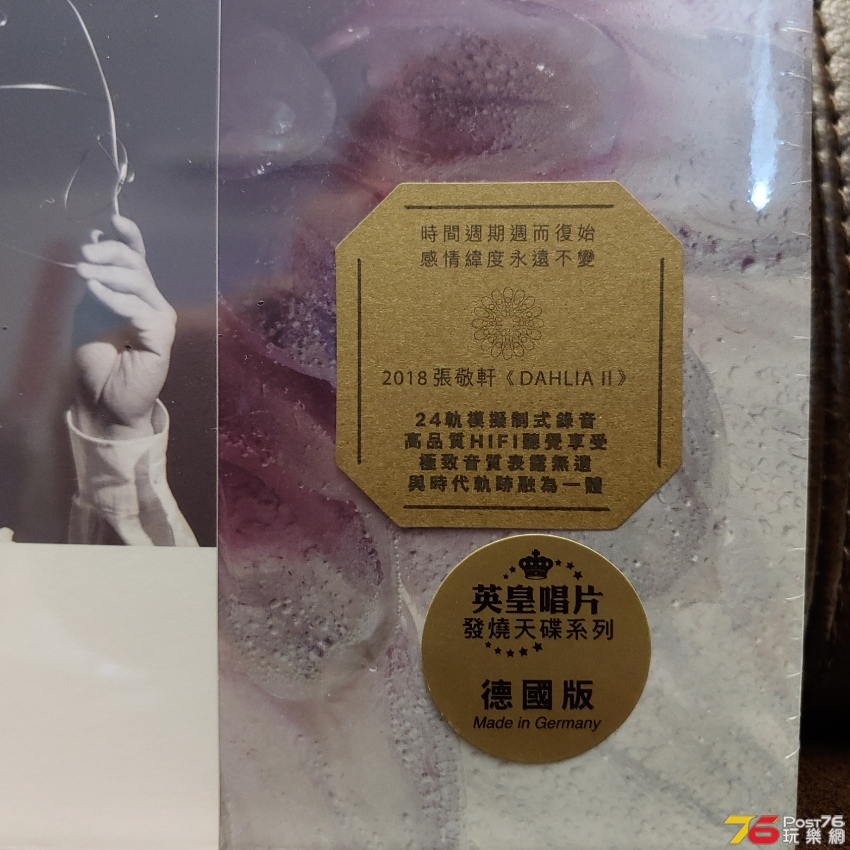 時間週期週而復始
感情緯度永遠不變
2018 張敬軒《 DAHLIA II 》
24軌模擬制式錄音
高品質HIFI聽覺享受
極致音質表露無遺
與時代軌跡融為一體
英皇唱片
發燒天碟系列
德國版
Made in Germany
76 Post76
玩樂網